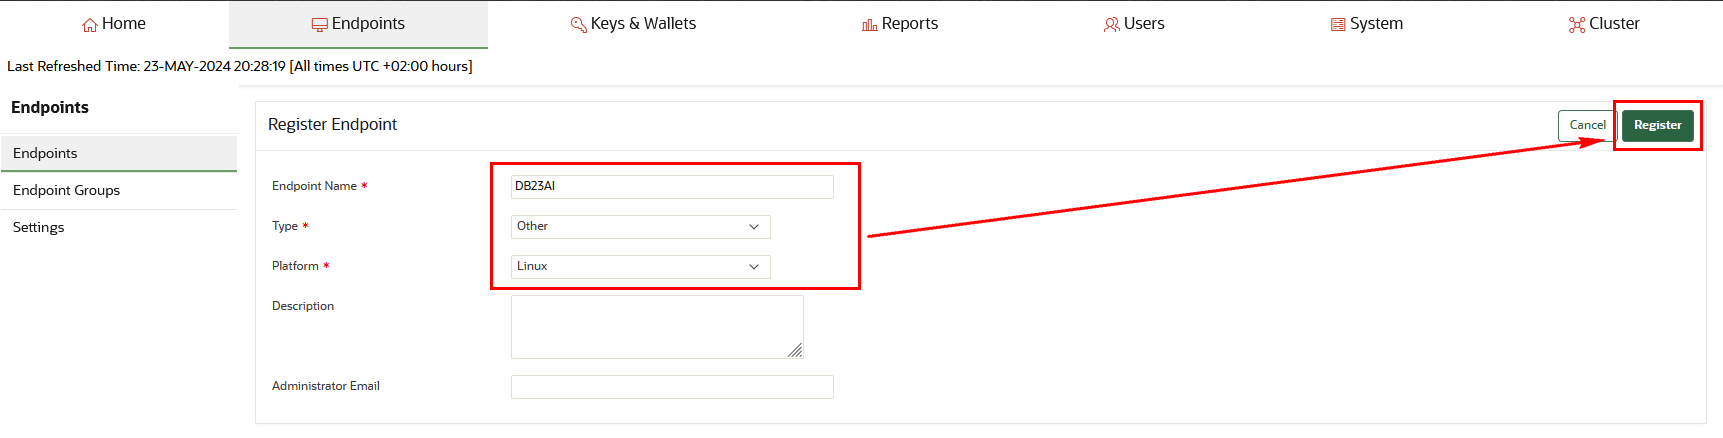 Home Endpoints Keys & Wallets Reports Users System Cluster
Last Refreshed Time: 23-MAY-2024 20:28:19 [All times UTC +02:00 hours]
Endpoints
Endpoints
Endpoint Groups
Settings
Register Endpoint Cancel Register
Endpoint Name * DB23AI
Type * Other
Platform * Linux
Description
Administrator Email